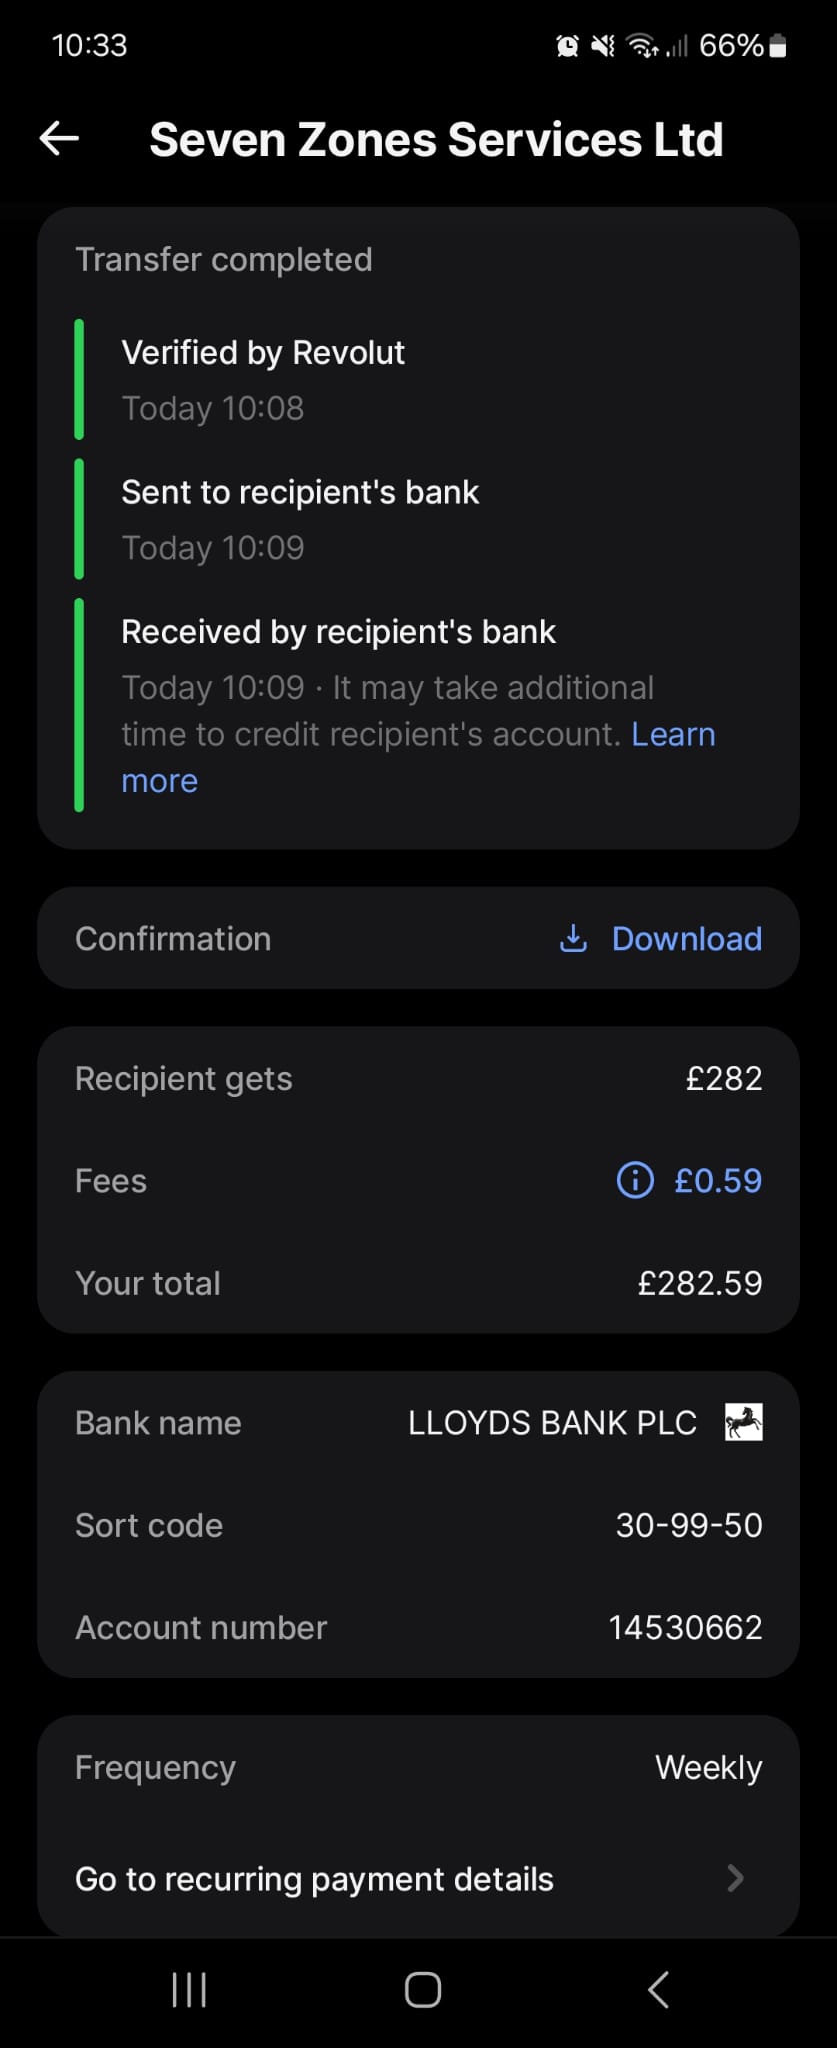 10:33
66%
Seven Zones Services Ltd
Transfer completed
Verified by Revolut
Today 10:08
Sent to recipient's bank
Today 10:09
Received by recipient's bank
Today 10:09 · It may take additional
time to credit recipient's account. Learn
more
Confirmation Download
Recipient gets £282
Fees £0.59
Your total £282.59
Bank name LLOYDS BANK PLC
Sort code 30-99-50
Account number 14530662
Frequency Weekly
Go to recurring payment details